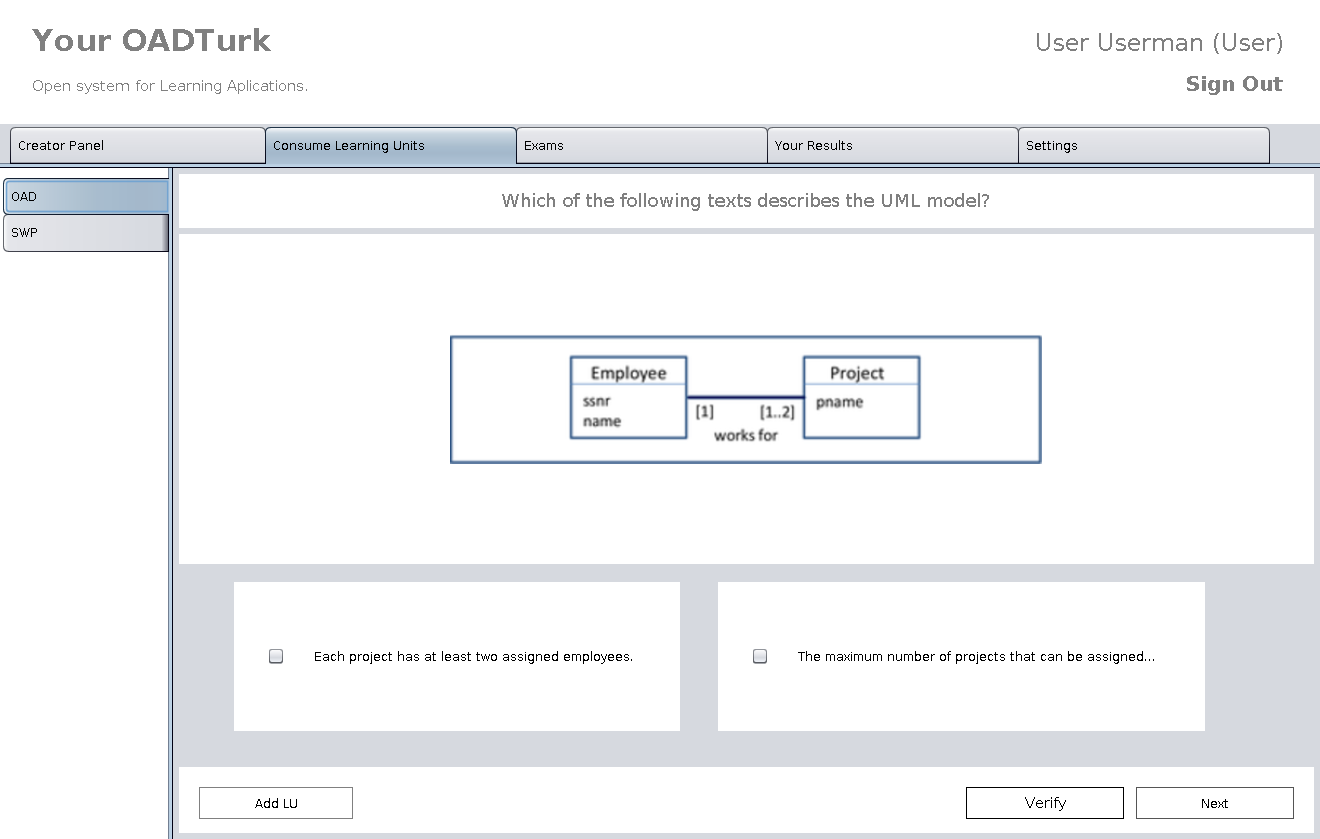 Your OADTurk
User Userman (User)
Open system for Learning Aplications.
Sign Out
Creator Panel
Consume Learning Units
Exams
Your Results
Settings
OAD
SWP
Which of the following texts describes the UML model?
Employee
ssnr
name
[1]
[1..2]
works for
Project
pname
Each project has at least two assigned employees.
The maximum number of projects that can be assigned...
Add LU
Verify
Next